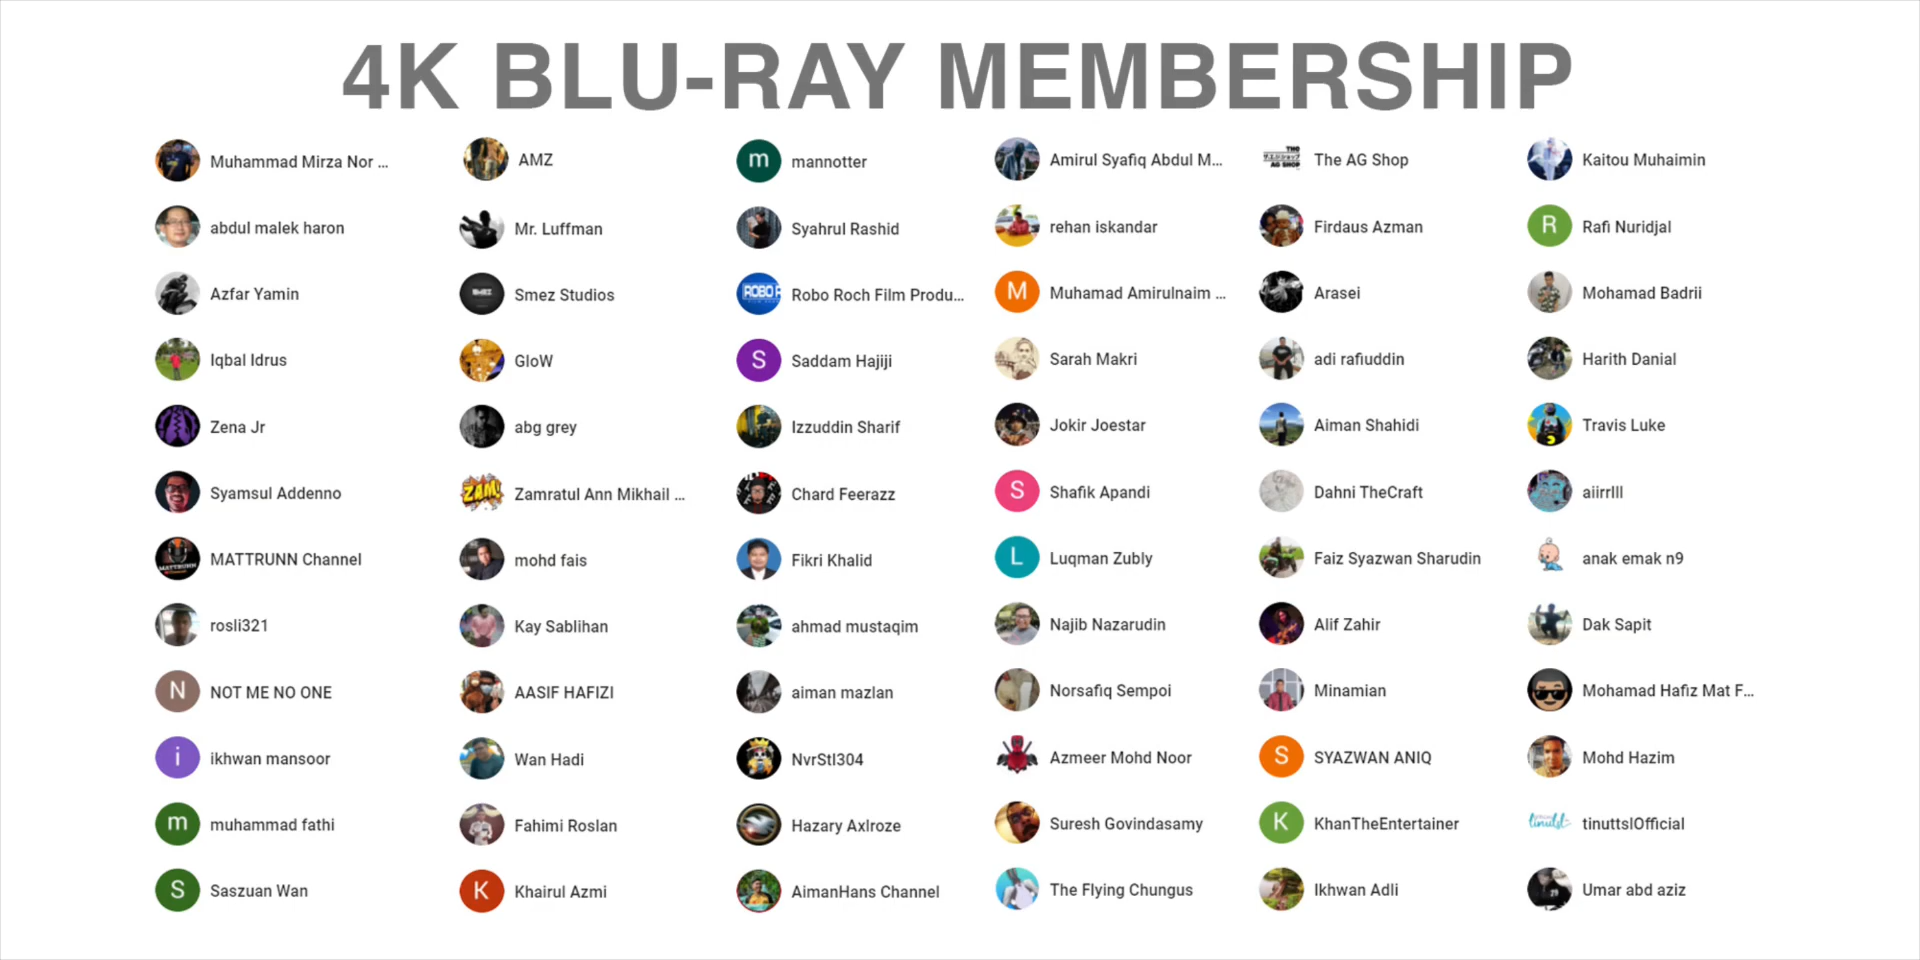 4K BLU-RAY MEMBERSHIP
Muhammad Mirza Nor ...
AMZ
m
mannotter
Amirul Syafiq Abdul M...
THO
AG SHOP
The AG Shop
Kaitou Muhaimin
abdul malek haron
Mr. Luffman
Syahrul Rashid
rehan iskandar
Firdaus Azman
R
Rafi Nuridjal
Azfar Yamin
Smez Studios
ROBO R
Robo Roch Film Produ...
M
Muhamad Amirulnaim ...
Arasei
Mohamad Badrii
Iqbal Idrus
GloW
S
Saddam Hajiji
Sarah Makri
adi rafiuddin
Harith Danial
Zena Jr
abg grey
Izzuddin Sharif
Jokir Joestar
Aiman Shahidi
Travis Luke
Syamsul Addenno
ZAM!
Zamratul Ann Mikhail ...
Chard Feerazz
S
Shafik Apandi
Dahni TheCraft
aiirrlll
MATTRUNN
MATTRUNN Channel
mohd fais
Fikri Khalid
L
Luqman Zubly
Faiz Syazwan Sharudin
anak emak n9
rosli321
Kay Sablihan
ahmad mustaqim
Najib Nazarudin
Alif Zahir
Dak Sapit
N
NOT ME NO ONE
AASIF HAFIZI
aiman mazlan
Norsafiq Sempoi
Minamian
Mohamad Hafiz Mat F...
i
ikhwan mansoor
Wan Hadi
NvrStl304
Azmeer Mohd Noor
S
SYAZWAN ANIQ
Mohd Hazim
m
muhammad fathi
Fahimi Roslan
Hazary Axlroze
Suresh Govindasamy
K
KhanTheEntertainer
tinuttslOfficial
S
Saszuan Wan
K
Khairul Azmi
AimanHans Channel
The Flying Chungus
Ikhwan Adli
Umar abd aziz